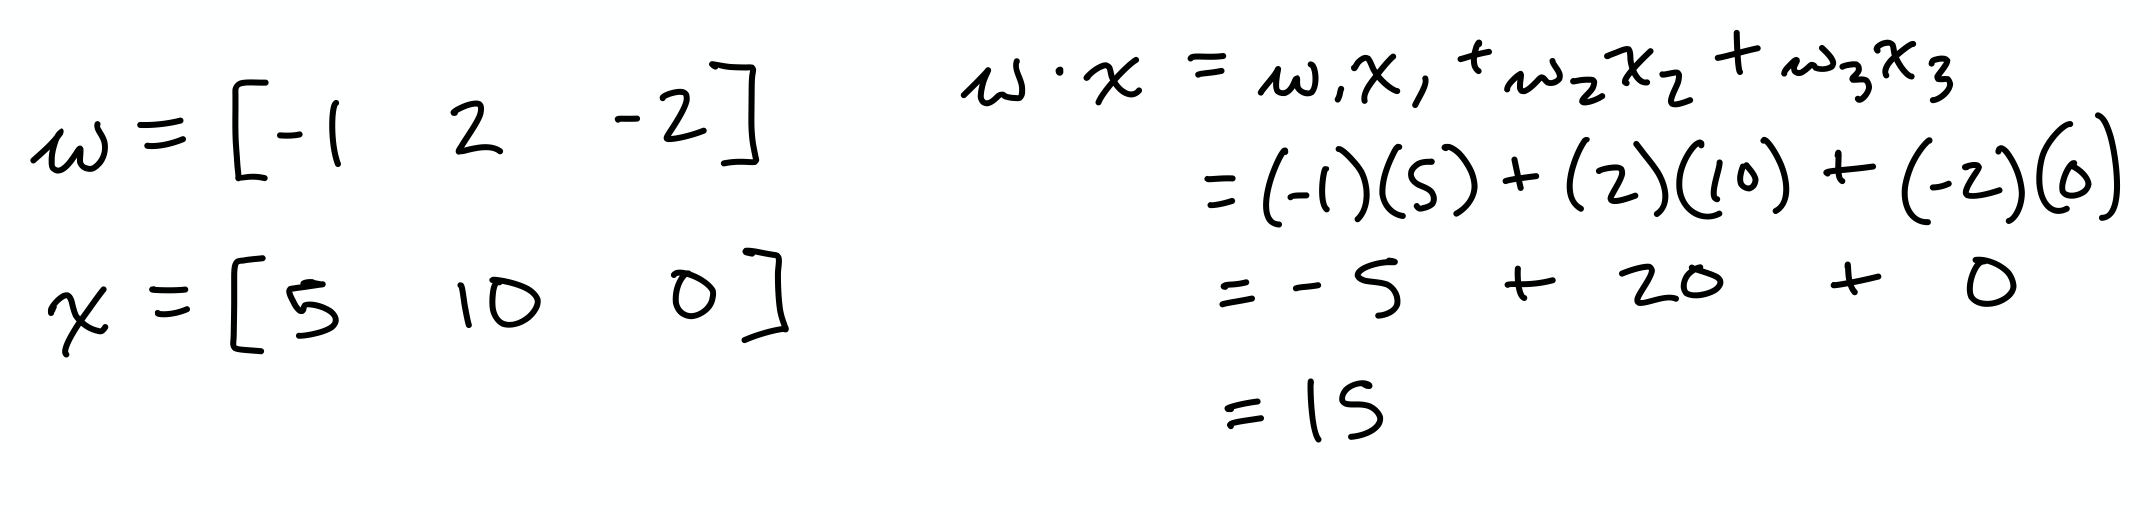 w = [-1 2 -2]
x = [5 10 0]
w · x = w₁x₁ + w₂x₂ + w₃x₃
= (-1)(5) + (2)(10) + (-2)(0)
= -5 + 20 + 0
= 15